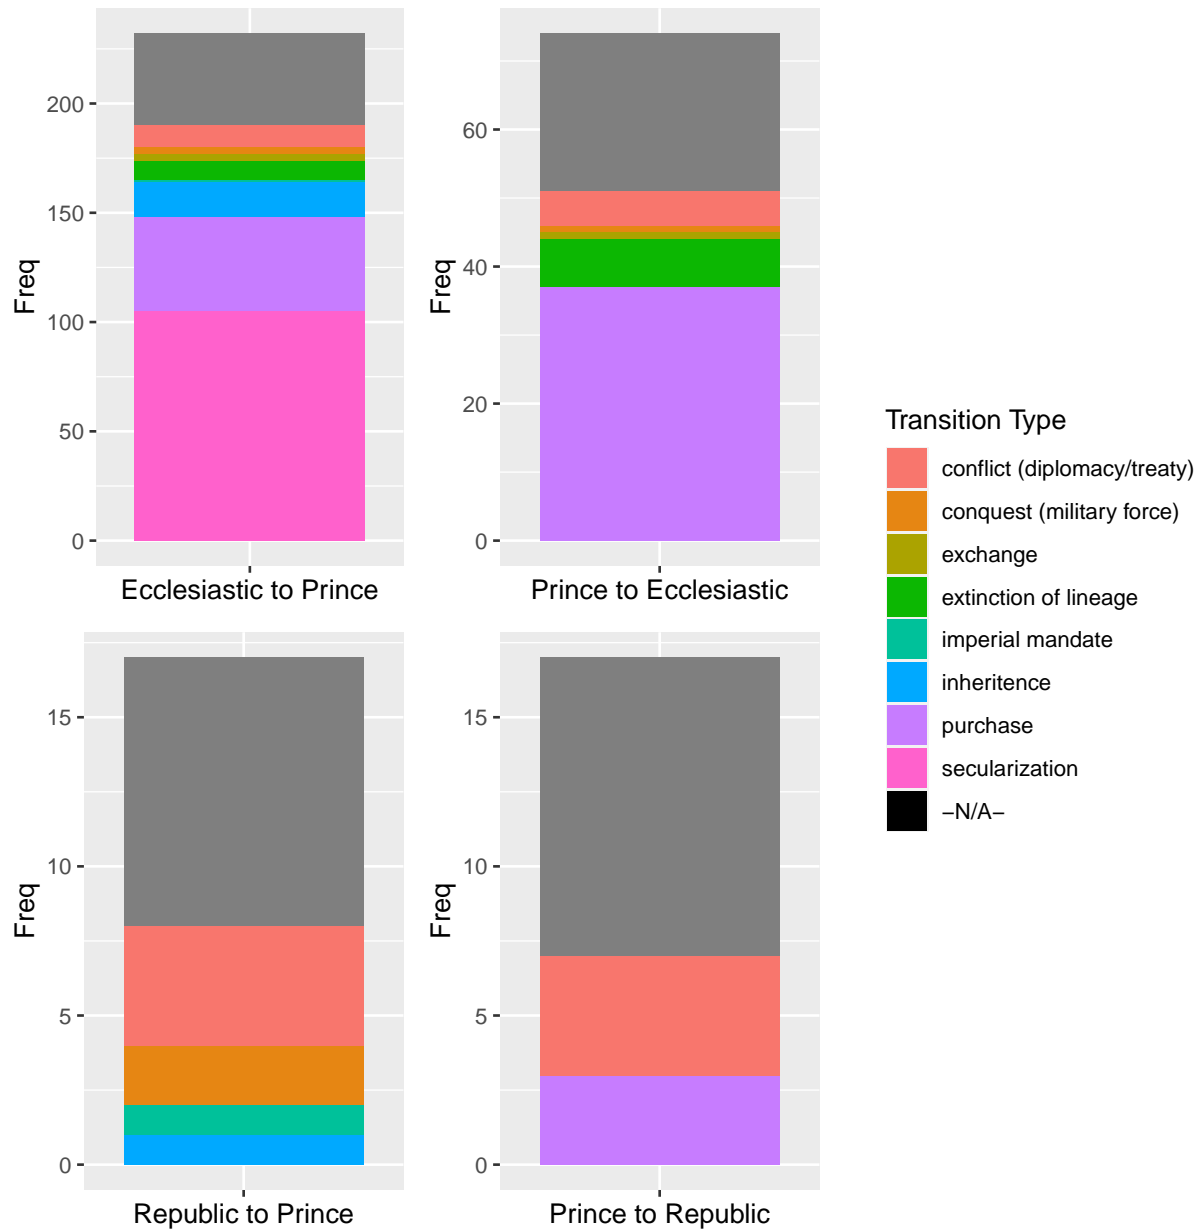 200
150
100
50
0
Freq
Ecclesiastic to Prince
60
40
20
0
Freq
Prince to Ecclesiastic
15
10
5
0
Freq
Republic to Prince
15
10
5
0
Freq
Prince to Republic
Transition Type
conflict (diplomacy/treaty)
conquest (military force)
exchange
extinction of lineage
imperial mandate
inheritence
purchase
secularization
−N/A−